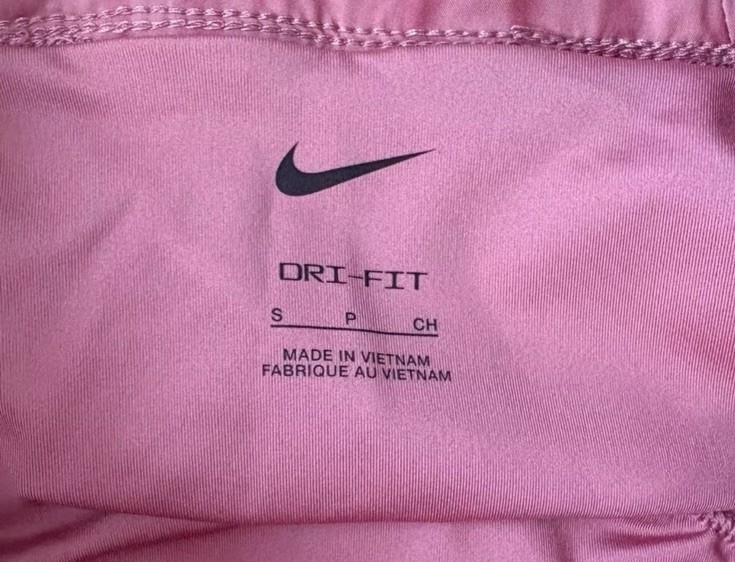 DRI-FIT
S P CH
MADE IN VIETNAM
FABRIQUE AU VIETNAM